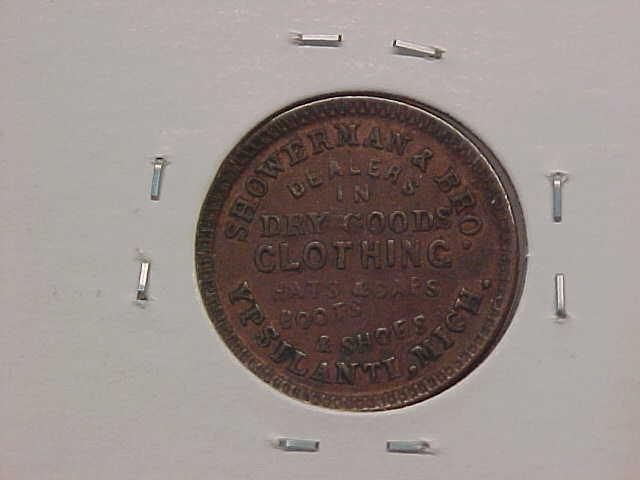 SHOWERMAN & BRO.
DEALERS
IN
DRY GOODS
CLOTHING
HATS & CAPS
BOOTS
& SHOES
YPSILANTI, MICH.